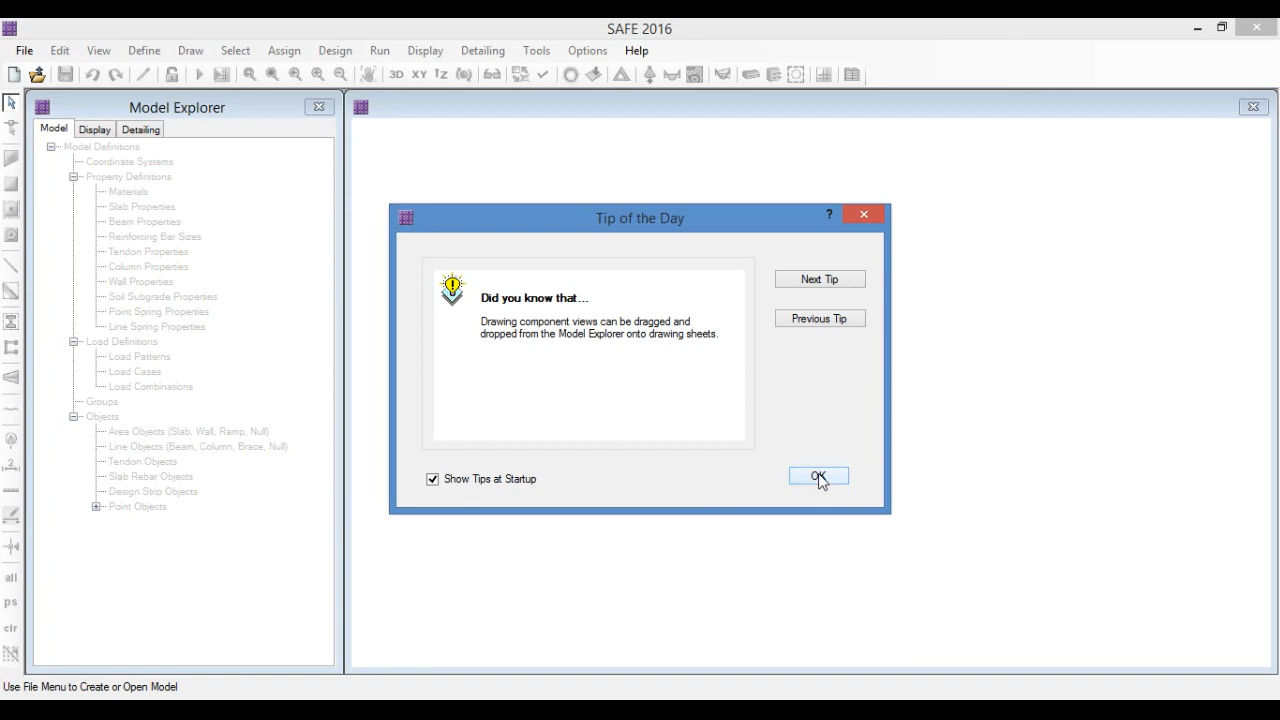 SAFE 2016
File Edit View Define Draw Select Assign Design Run Display Detailing Tools Options Help
3D XY
Model Explorer
Model Display Detailing
Model Definitions
Coordinate Systems
Property Definitions
Materials
Slab Properties
Beam Properties
Reinforcing Bar Sizes
Tendon Properties
Column Properties
Wall Properties
Soil Subgrade Properties
Point Spring Properties
Line Spring Properties
Load Definitions
Load Patterns
Load Cases
Load Combinations
Groups
Objects
Area Objects (Slab, Wall, Ramp, Null)
Line Objects (Beam, Column, Brace, Null)
Tendon Objects
Slab Rebar Objects
Design Strip Objects
Point Objects
all
ps
clr
Tip of the Day
?
Did you know that...
Drawing component views can be dragged and
dropped from the Model Explorer onto drawing sheets.
Next Tip
Previous Tip
Show Tips at Startup
OK
Use File Menu to Create or Open Model